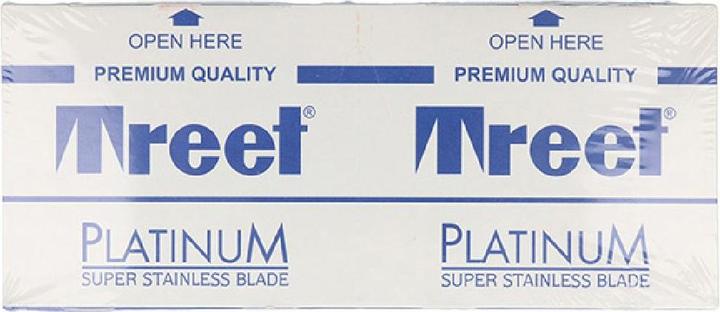 OPEN HERE OPEN HERE
PREMIUM QUALITY PREMIUM QUALITY
Treet® Treet®
PLATINUM PLATINUM
SUPER STAINLESS BLADE SUPER STAINLESS BLADE